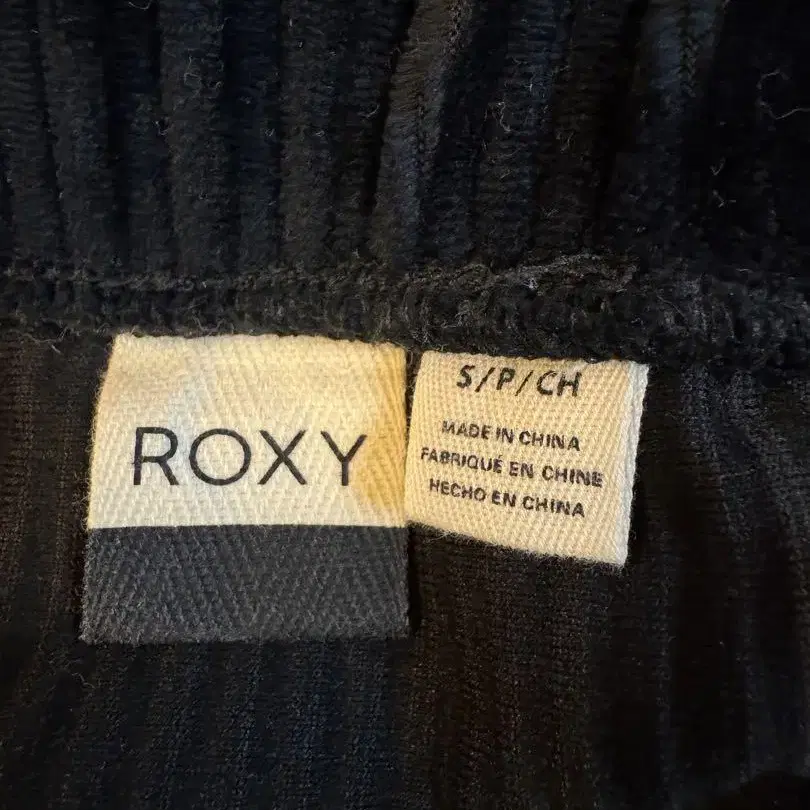 ROXY
S/P/CH
MADE IN CHINA
FABRIQUÉ EN CHINE
HECHO EN CHINA